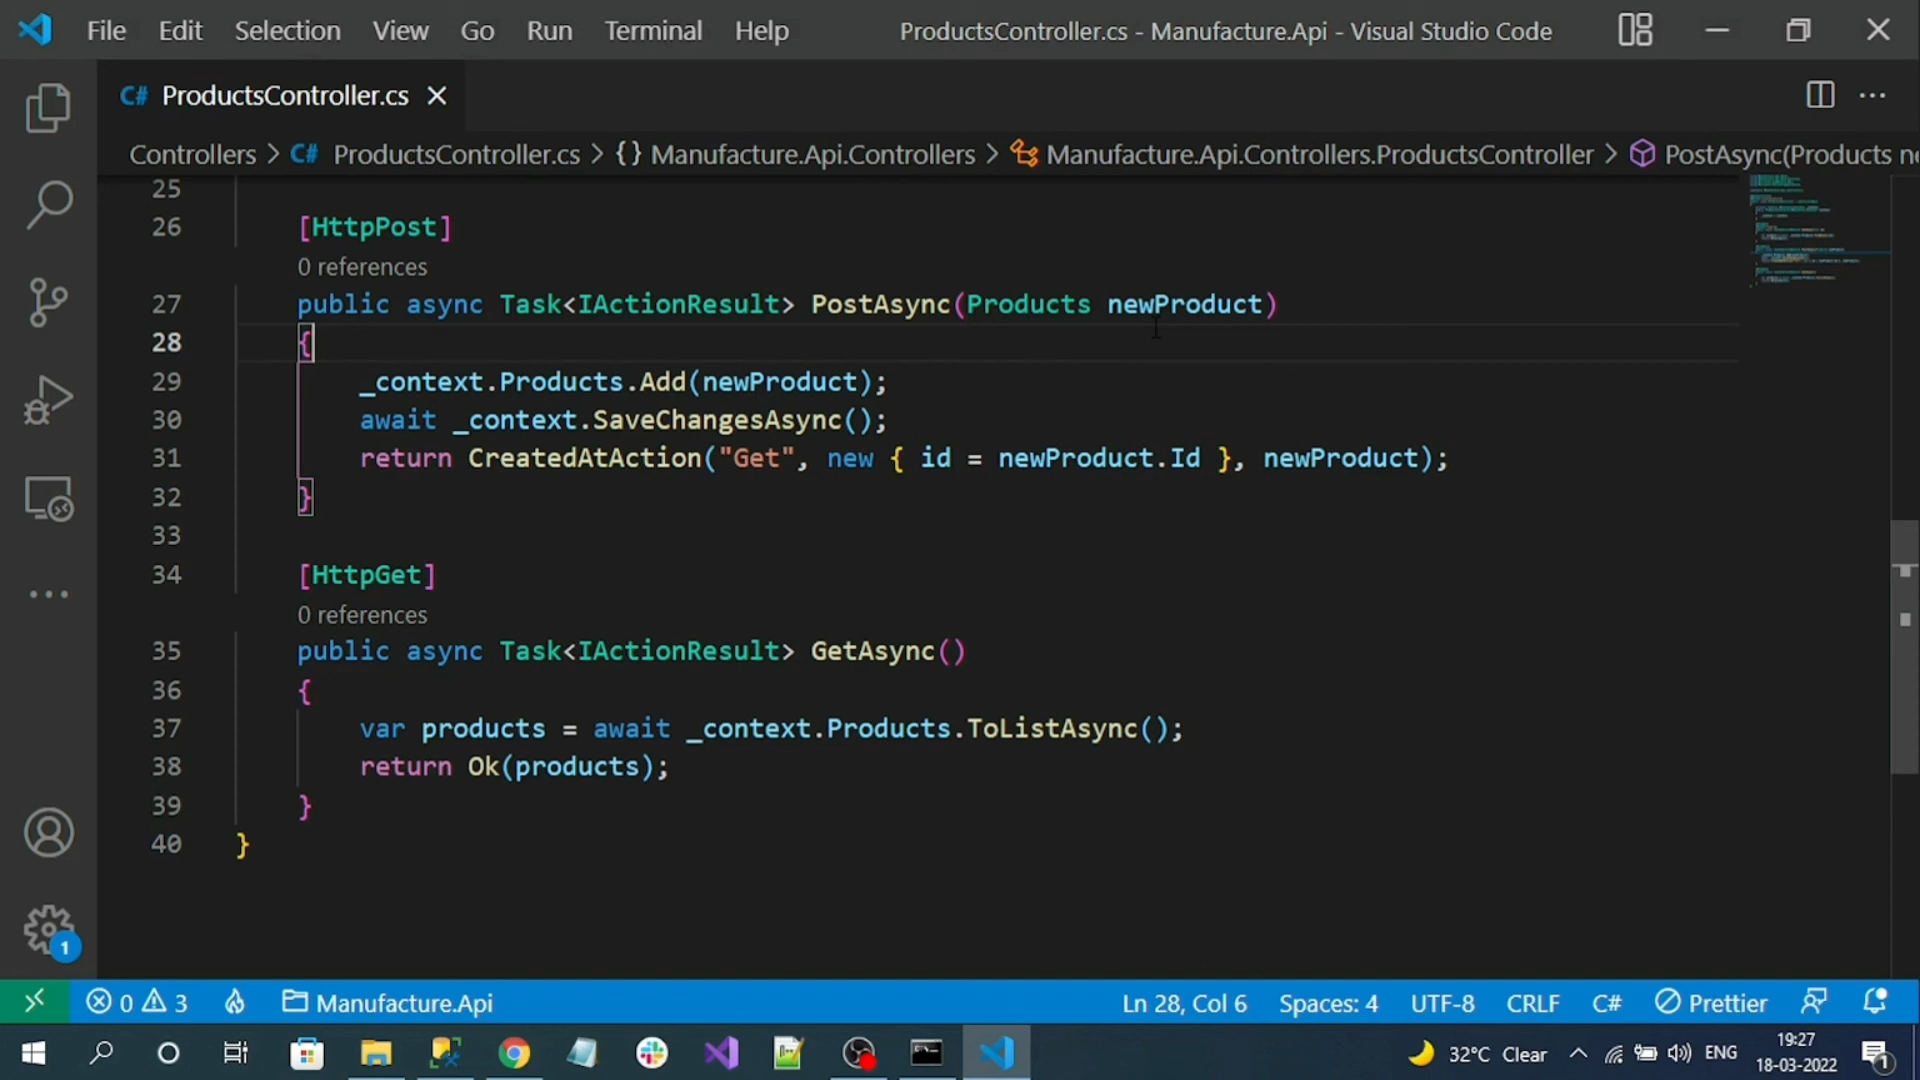 File Edit Selection View Go Run Terminal Help ProductsController.cs - Manufacture.Api - Visual Studio Code
C# ProductsController.cs
Controllers > C# ProductsController.cs > {} Manufacture.Api.Controllers > Manufacture.Api.Controllers.ProductsController > PostAsync(Products ne
25
26 [HttpPost]
0 references
27 public async Task<IActionResult> PostAsync(Products newProduct)
28 {
29 _context.Products.Add(newProduct);
30 await _context.SaveChangesAsync();
31 return CreatedAtAction("Get", new { id = newProduct.Id }, newProduct);
32 }
33
34 [HttpGet]
0 references
35 public async Task<IActionResult> GetAsync()
36 {
37 var products = await _context.Products.ToListAsync();
38 return Ok(products);
39 }
40 }
1
0 3 Manufacture.Api Ln 28, Col 6 Spaces: 4 UTF-8 CRLF C# Prettier
32°C Clear ENG 19:27
18-03-2022 1